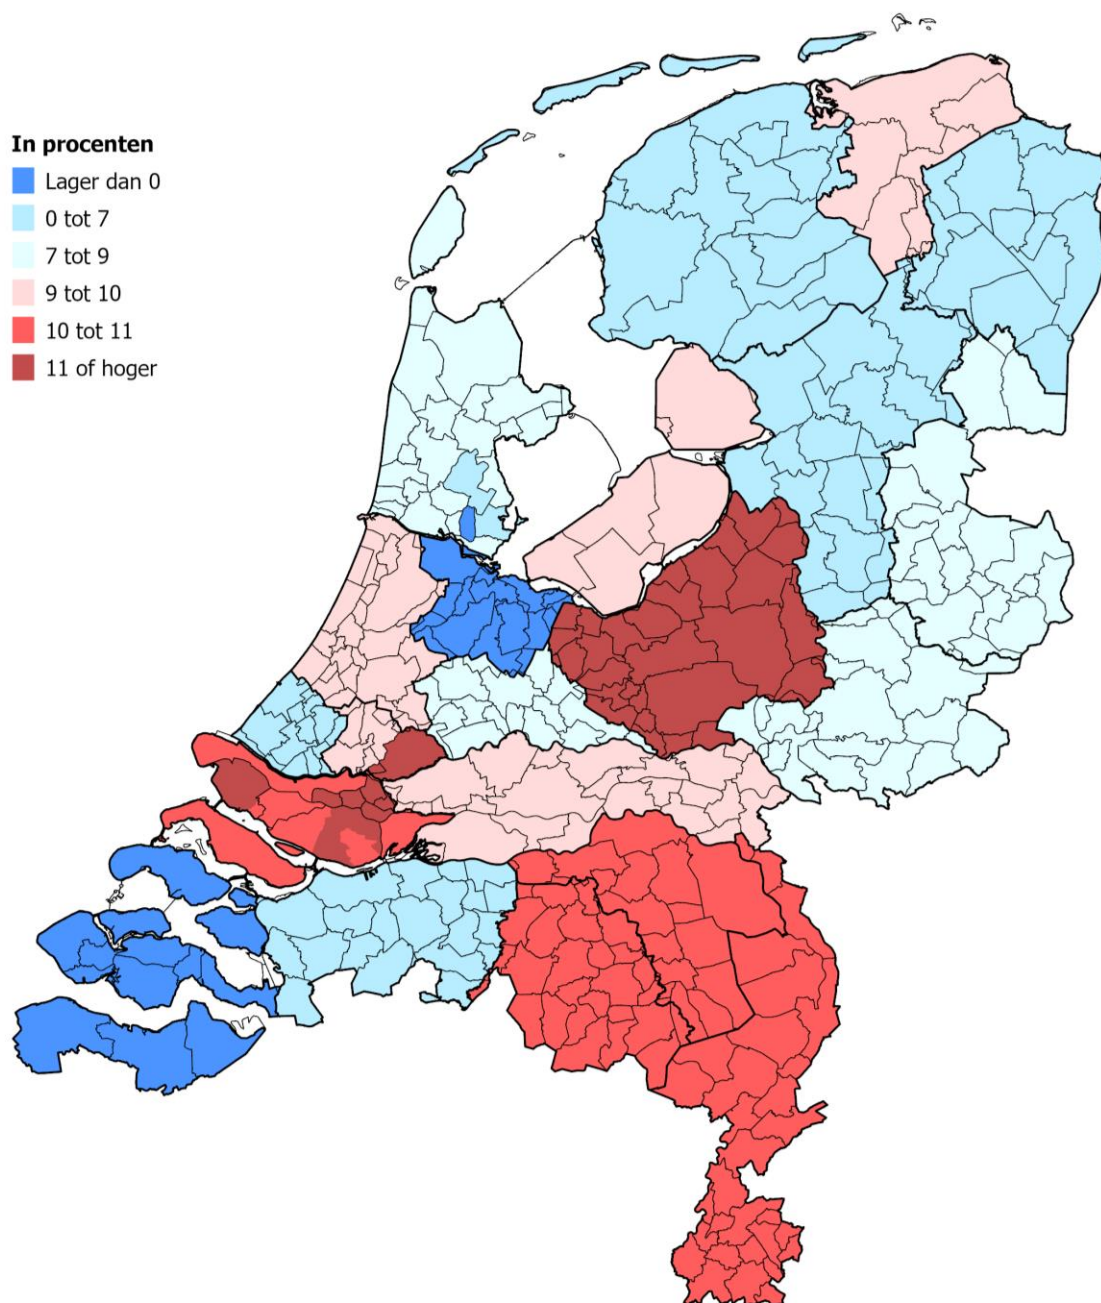 In procenten
Lager dan 0
0 tot 7
7 tot 9
9 tot 10
10 tot 11
11 of hoger